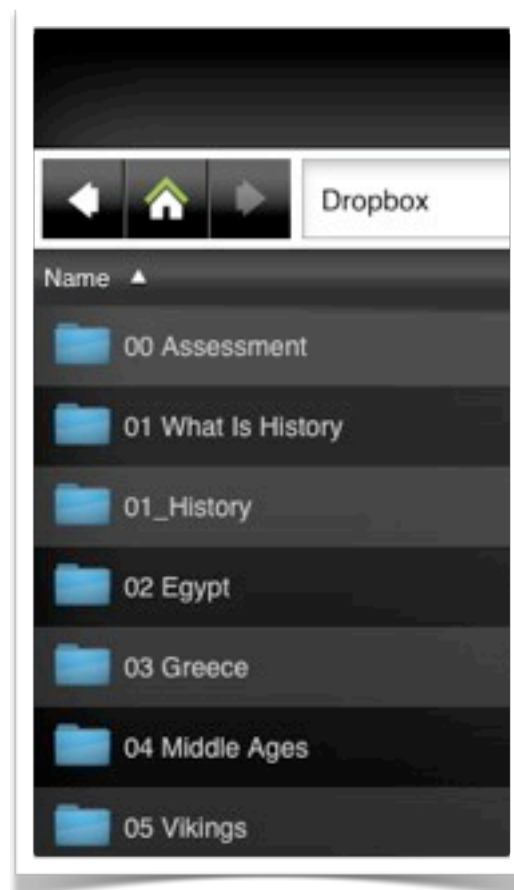 Dropbox
Name
00 Assessment
01 What Is History
01_History
02 Egypt
03 Greece
04 Middle Ages
05 Vikings